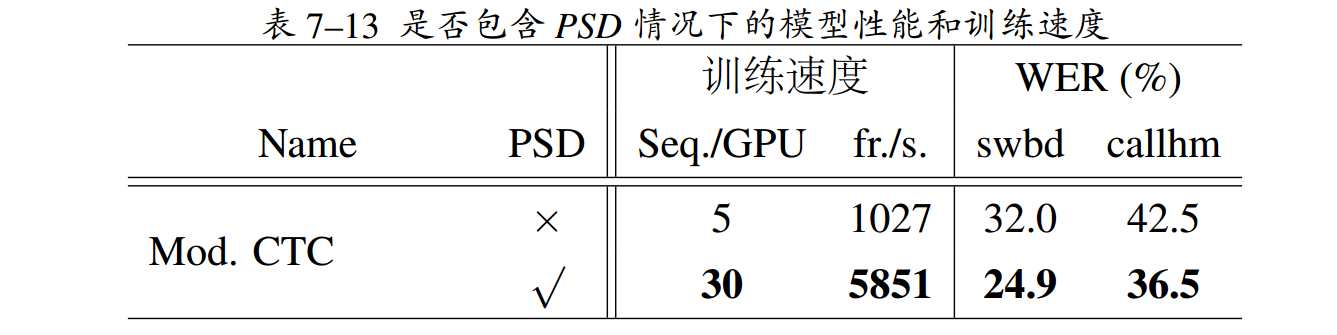 表 7–13 是否包含 PSD 情况下的模型性能和训练速度
训练速度 WER (%)
Name PSD Seq./GPU fr./s. swbd callhm
× 5 1027 32.0 42.5
Mod. CTC
√ 30 5851 24.9 36.5